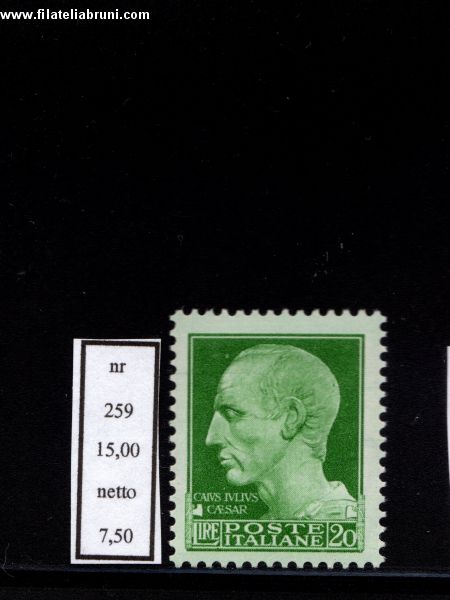 www.filateliabruni.com
nr
259
15,00
netto
7,50
CAIVS IVLIVS
CÆSAR
LIRE POSTE ITALIANE 20